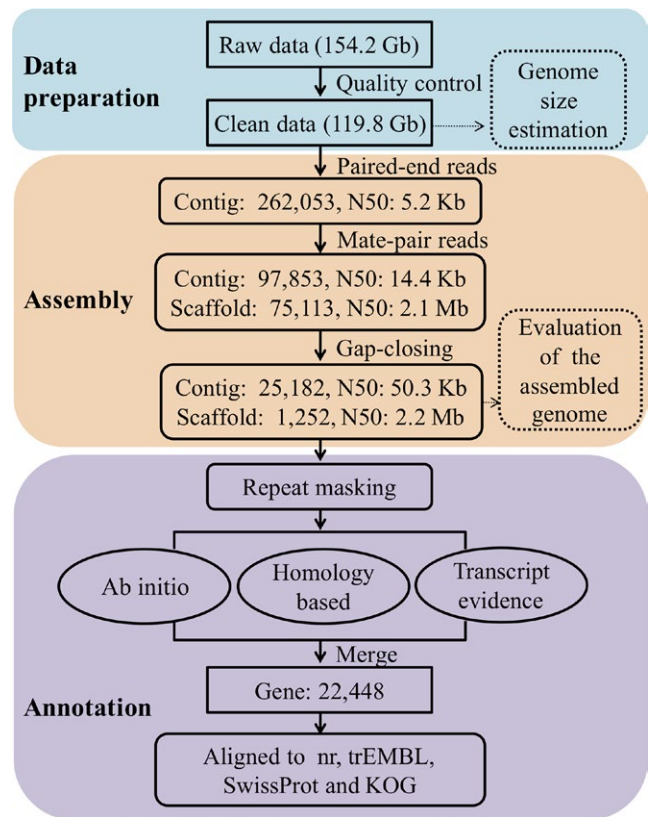 Data
preparation
Raw data (154.2 Gb)
Quality control
Clean data (119.8 Gb)
Genome
size
estimation
Assembly
Paired-end reads
Contig: 262,053, N50: 5.2 Kb
Mate-pair reads
Contig: 97,853, N50: 14.4 Kb
Scaffold: 75,113, N50: 2.1 Mb
Gap-closing
Contig: 25,182, N50: 50.3 Kb
Scaffold: 1,252, N50: 2.2 Mb
Evaluation
of the
assembled
genome
Annotation
Repeat masking
Ab initio
Homology
based
Transcript
evidence
Merge
Gene: 22,448
Aligned to nr, trEMBL,
SwissProt and KOG